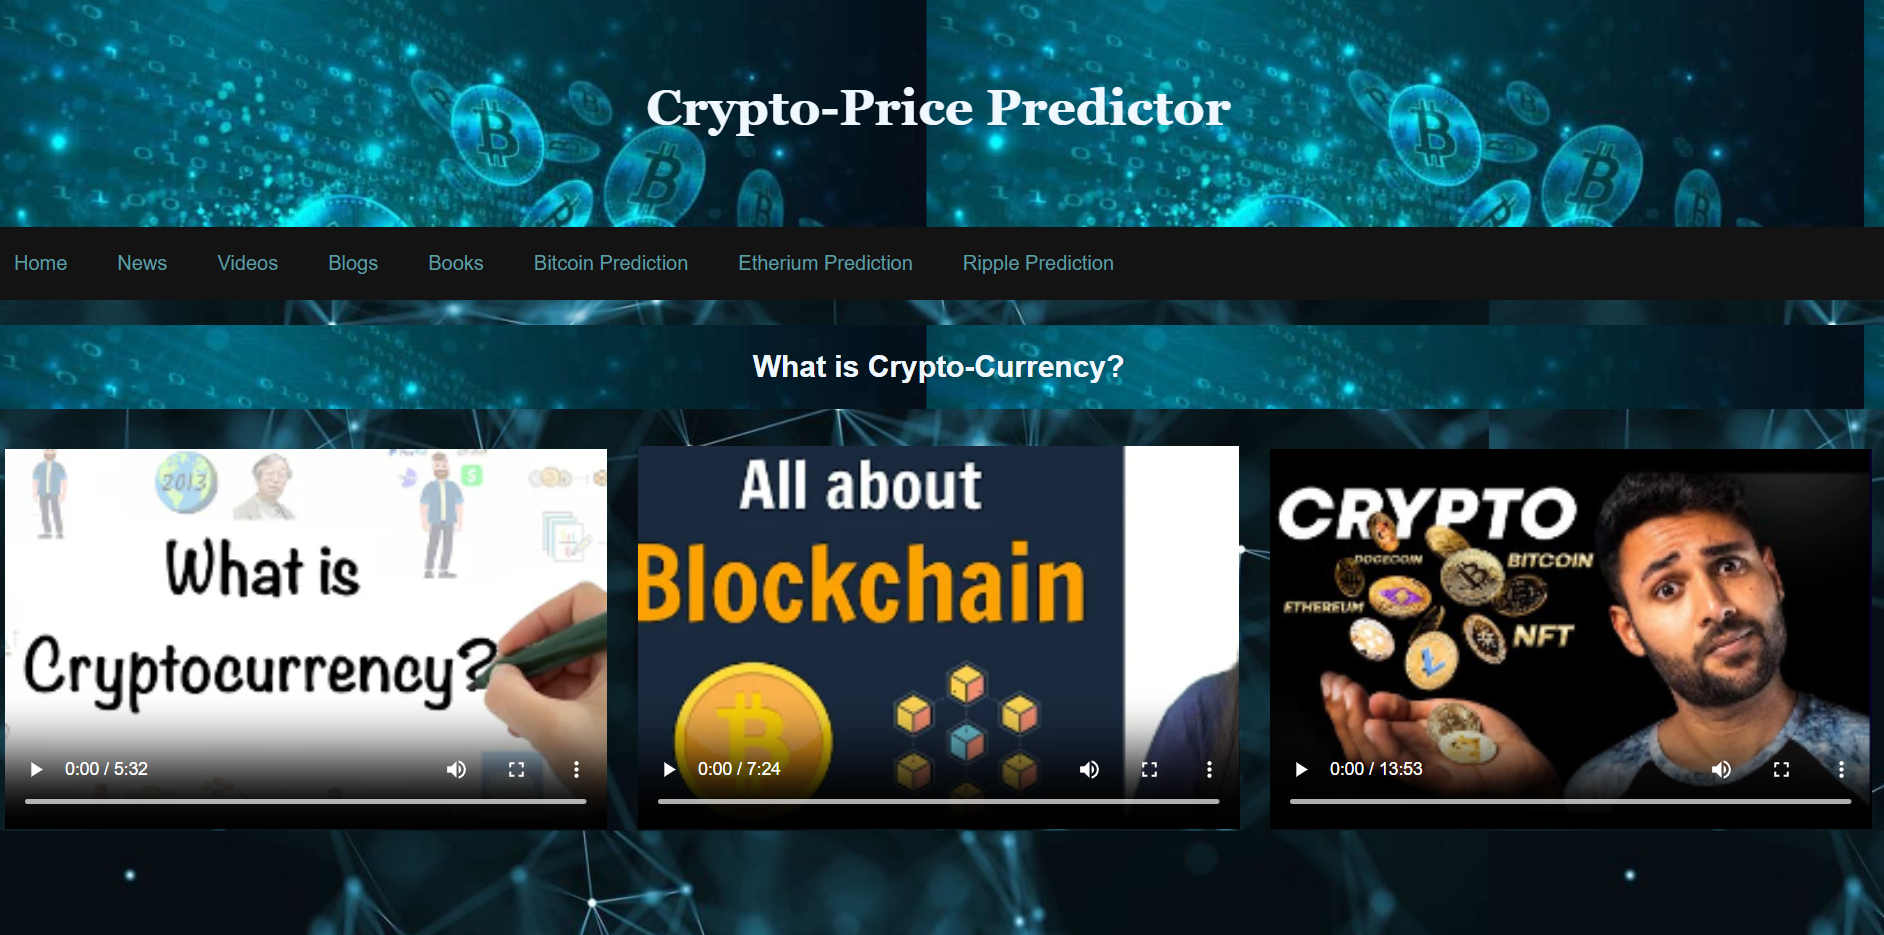 Crypto-Price Predictor
Home News Videos Blogs Books Bitcoin Prediction Etherium Prediction Ripple Prediction
What is Crypto-Currency?
2013
What is
Cryptocurrency?
0:00 / 5:32
All about
Blockchain
0:00 / 7:24
CRYPTO
DOGECOIN
BITCOIN
ETHEREUM
NFT
0:00 / 13:53